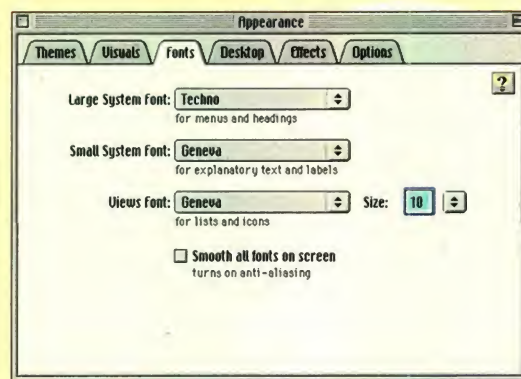 Appearance
Themes Visuals Fonts Desktop Effects Options
?
Large System Font: Techno
for menus and headings
Small System Font: Geneva
for explanatory text and labels
Views Font: Geneva Size: 10
for lists and icons
Smooth all fonts on screen
turns on anti-aliasing